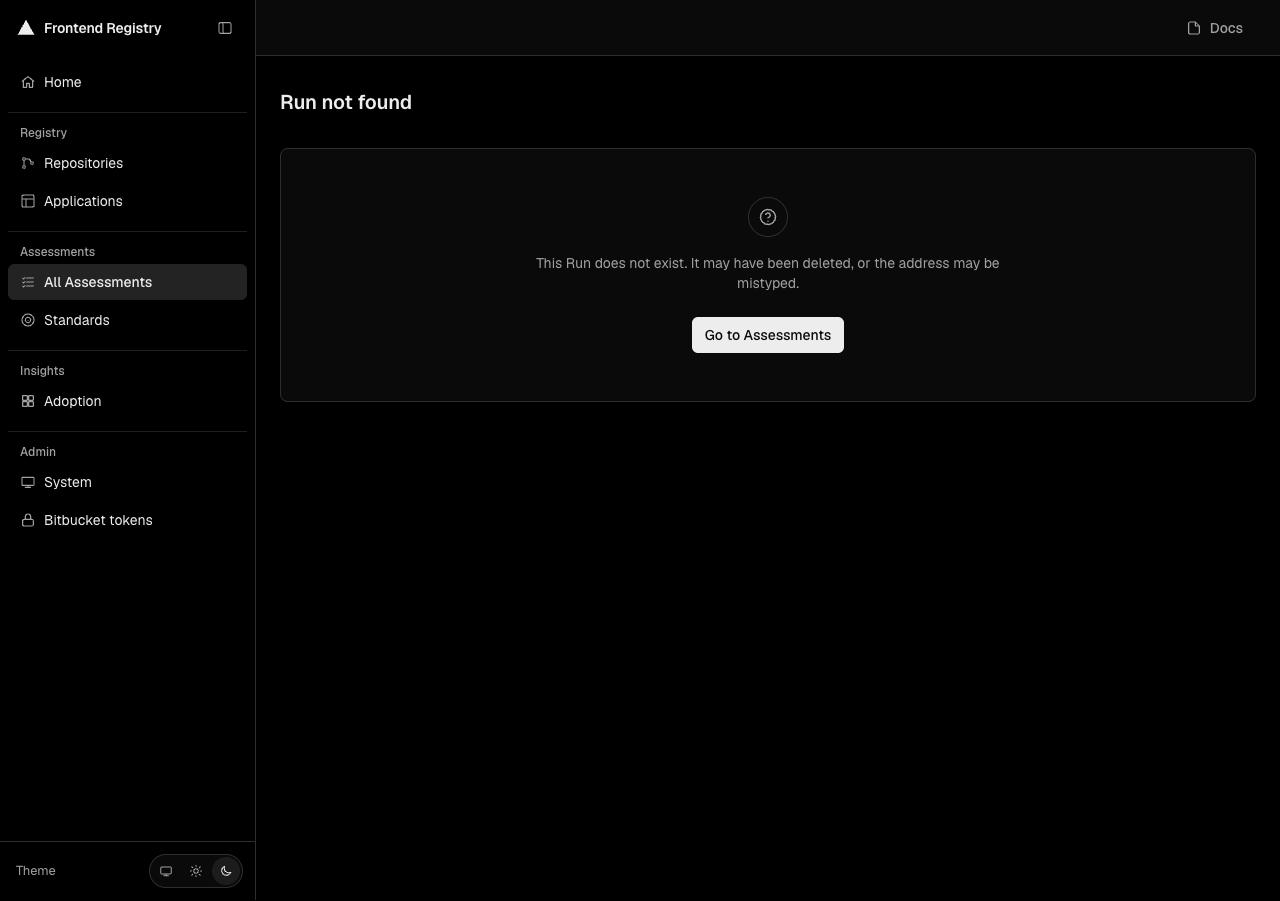 Frontend Registry
Docs
Home
Run not found
Registry
Repositories
Applications
Assessments
All Assessments
Standards
Insights
Adoption
Admin
System
Bitbucket tokens
This Run does not exist. It may have been deleted, or the address may be
mistyped.
Go to Assessments
Theme